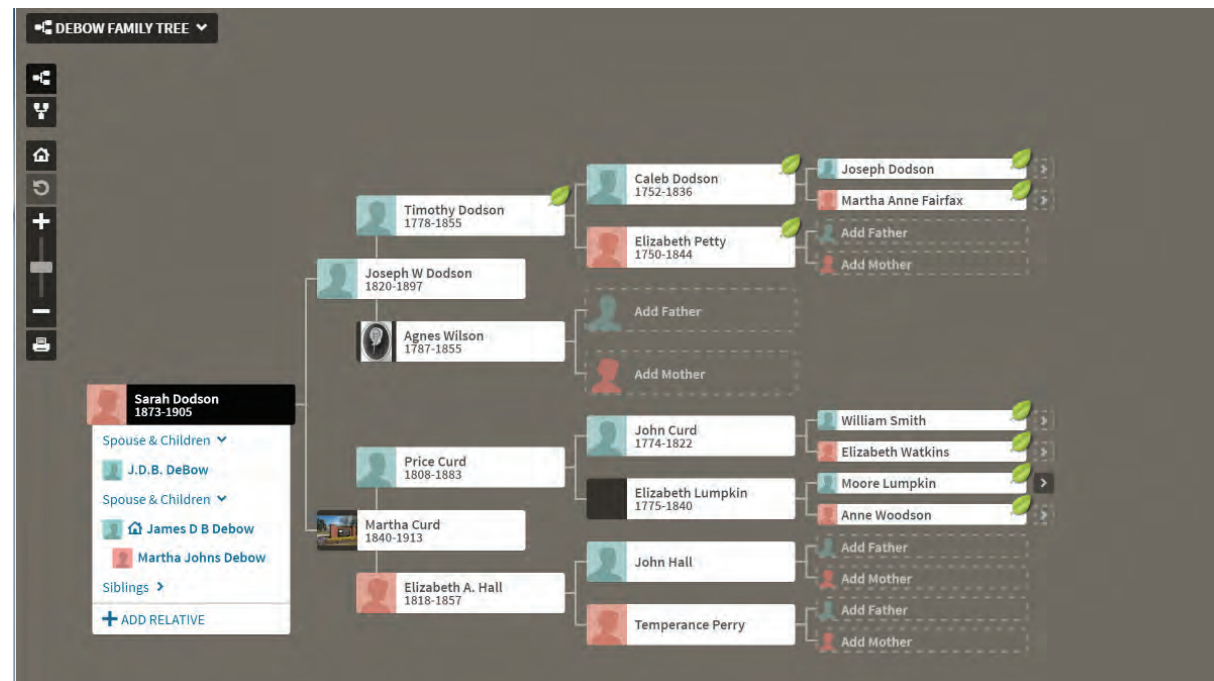 DEBOW FAMILY TREE
Joseph Dodson
Caleb Dodson
1752-1836
Martha Anne Fairfax
Timothy Dodson
1778-1855
Add Father
Elizabeth Petty
1750-1844
Add Mother
Joseph W Dodson
1820-1897
Add Father
Agnes Wilson
1787-1855
Add Mother
Sarah Dodson
1873-1905
Spouse & Children
J.D.B. DeBow
Spouse & Children
James D B Debow
Martha Johns Debow
Siblings
ADD RELATIVE
William Smith
John Curd
1774-1822
Elizabeth Watkins
Price Curd
1808-1883
Moore Lumpkin
Elizabeth Lumpkin
1775-1840
Anne Woodson
Martha Curd
1840-1913
Add Father
John Hall
Add Mother
Elizabeth A. Hall
1818-1857
Add Father
Temperance Perry
Add Mother